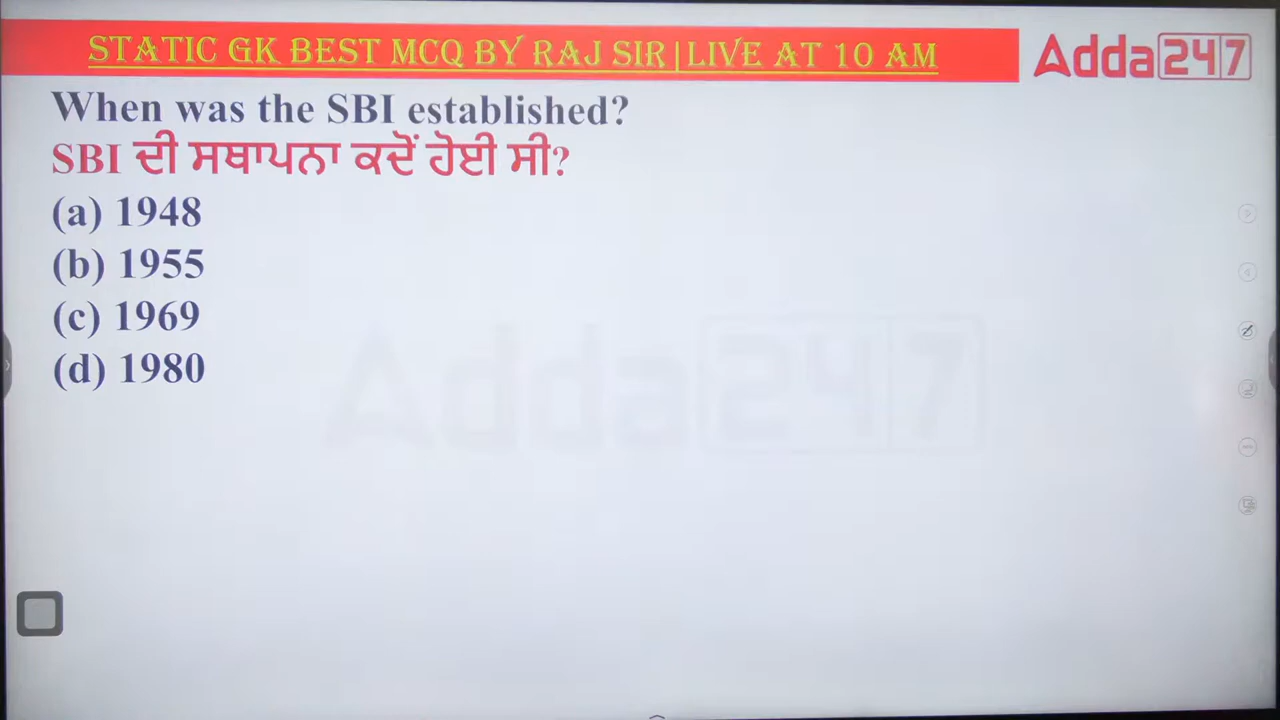 STATIC GK BEST MCQ BY RAJ SIR|LIVE AT 10 AM
Adda247
When was the SBI established?
SBI ਦੀ ਸਥਾਪਨਾ ਕਦੋਂ ਹੋਈ ਸੀ?
(a) 1948
(b) 1955
(c) 1969
(d) 1980
Adda247